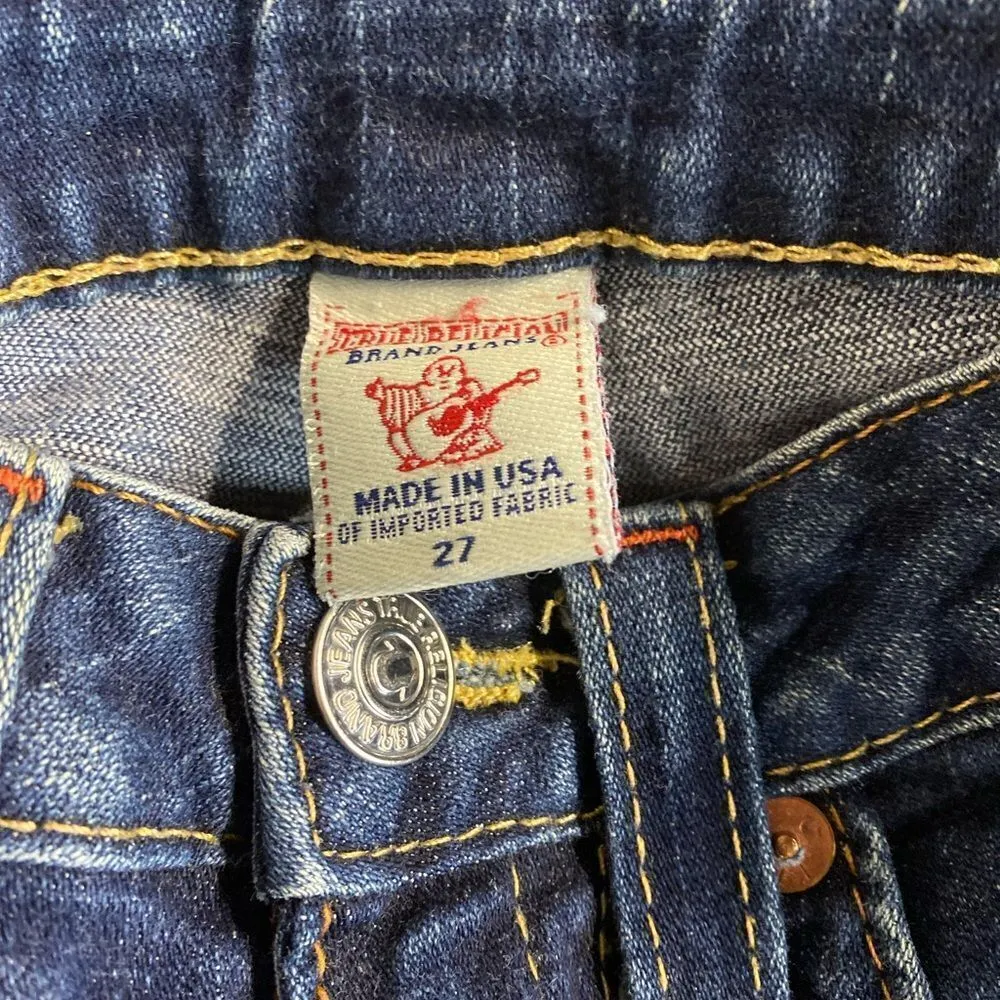 TRUE RELIGION
BRAND JEANS®
MADE IN USA
OF IMPORTED FABRIC
27
TRUE RELIGION BRAND JEANS